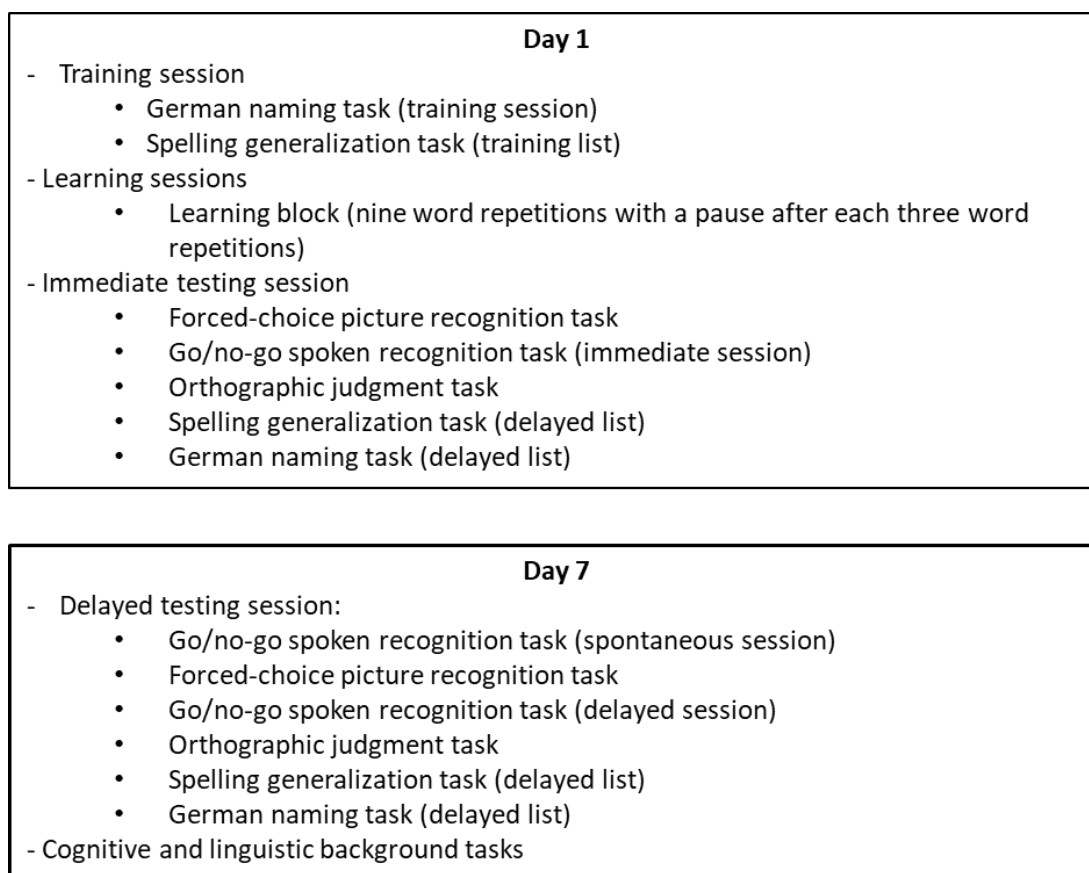 Day 1
- Training session
• German naming task (training session)
• Spelling generalization task (training list)
- Learning sessions
• Learning block (nine word repetitions with a pause after each three word
repetitions)
- Immediate testing session
• Forced-choice picture recognition task
• Go/no-go spoken recognition task (immediate session)
• Orthographic judgment task
• Spelling generalization task (delayed list)
• German naming task (delayed list)
Day 7
- Delayed testing session:
• Go/no-go spoken recognition task (spontaneous session)
• Forced-choice picture recognition task
• Go/no-go spoken recognition task (delayed session)
• Orthographic judgment task
• Spelling generalization task (delayed list)
• German naming task (delayed list)
- Cognitive and linguistic background tasks